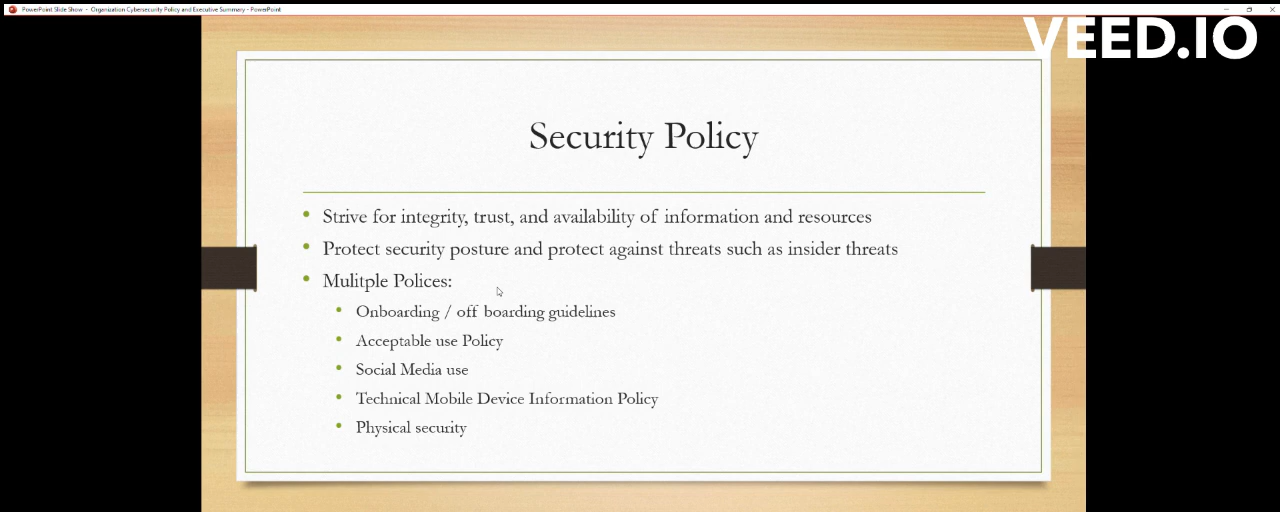 PowerPoint Slide Show - Organization Cybersecurity Policy and Executive Summary - PowerPoint
VEED.IO
Security Policy
Strive for integrity, trust, and availability of information and resources
Protect security posture and protect against threats such as insider threats
Mulitple Polices:
Onboarding / off boarding guidelines
Acceptable use Policy
Social Media use
Technical Mobile Device Information Policy
Physical security